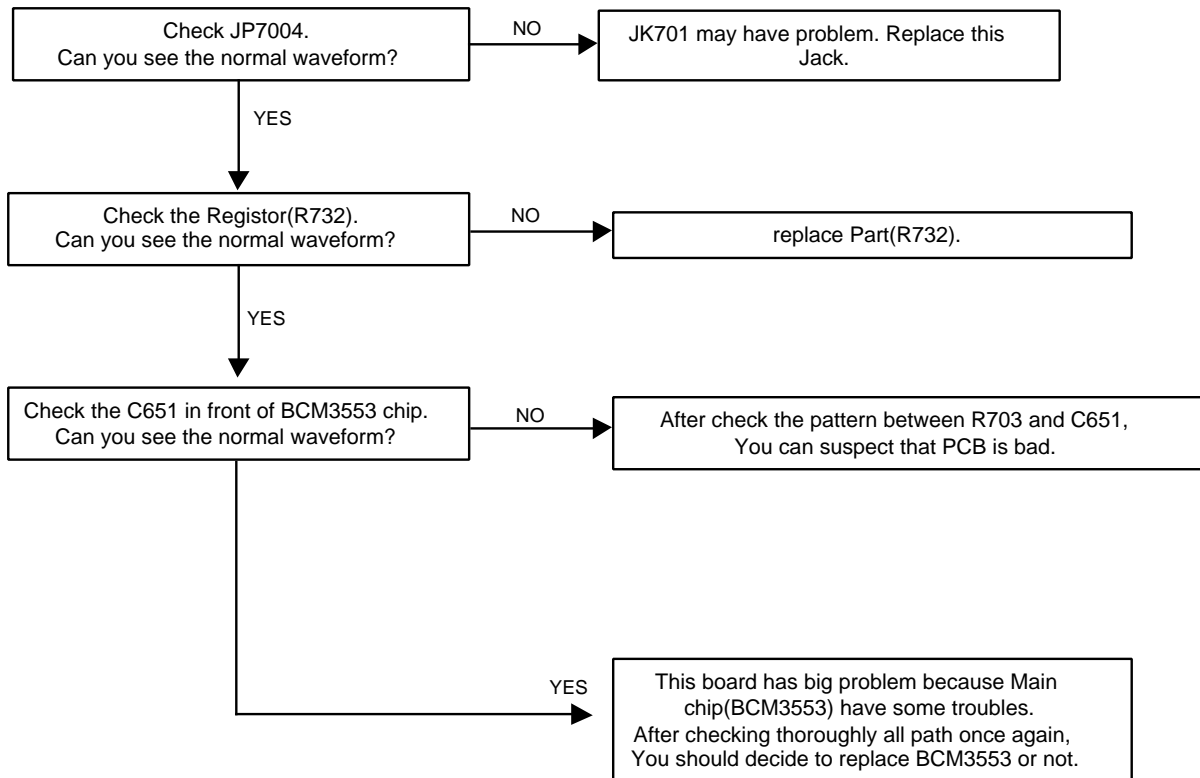 Check JP7004.
Can you see the normal waveform?
NO
JK701 may have problem. Replace this
Jack.
YES
Check the Registor(R732).
Can you see the normal waveform?
NO
replace Part(R732).
YES
Check the C651 in front of BCM3553 chip.
Can you see the normal waveform?
NO
After check the pattern between R703 and C651,
You can suspect that PCB is bad.
YES
This board has big problem because Main
chip(BCM3553) have some troubles.
After checking thoroughly all path once again,
You should decide to replace BCM3553 or not.